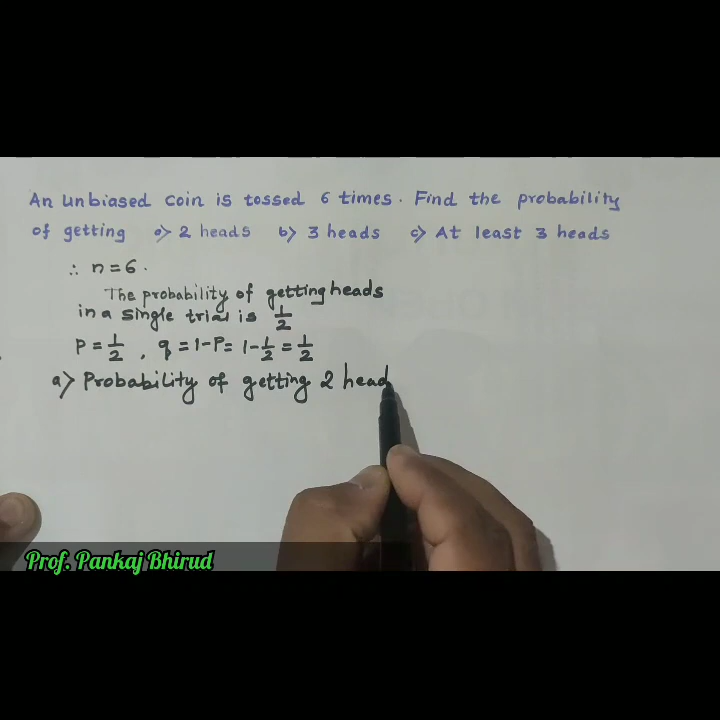 An unbiased coin is tossed 6 times. Find the probability
of getting a) 2 heads b) 3 heads c) At least 3 heads
∴ n = 6.
The probability of getting heads
in a single trial is 1/2
P = 1/2 , q = 1-P = 1-1/2 = 1/2
a) Probability of getting 2 head
Prof. Pankaj Bhirud